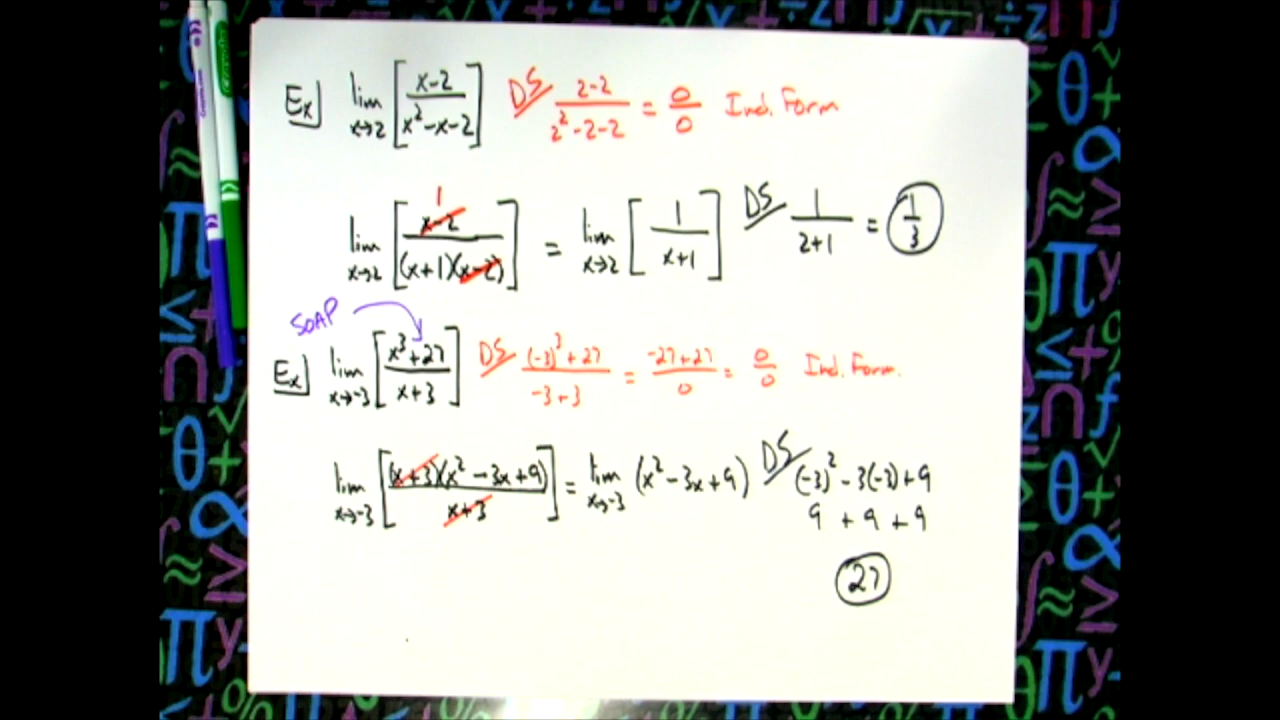 Ex] lim x→2 [ (x-2) / (x²-x-2) ] DS (2-2) / (2²-2-2) = 0/0 Ind. Form
lim x→2 [ x-2 1 / (x+1)(x-2) ] = lim x→2 [ 1 / (x+1) ] DS 1 / (2+1) = 1/3
SOAP
Ex] lim x→-3 [ (x³+27) / (x+3) ] DS ((-3)³+27) / (-3+3) = (-27+27) / 0 = 0/0 Ind. Form.
lim x→-3 [ (x+3)(x²-3x+9) / (x+3) ] = lim x→-3 (x²-3x+9) DS (-3)²-3(-3)+9
9 + 9 + 9
27